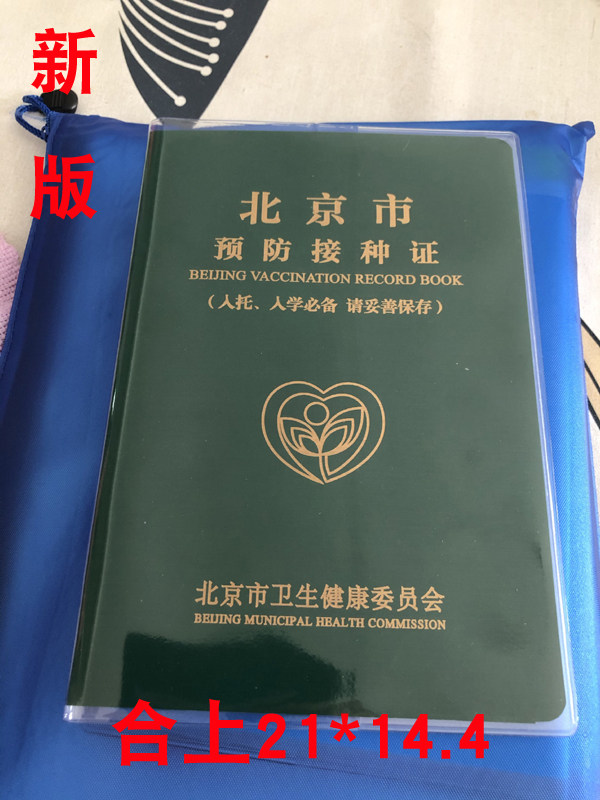 新
版
北京市
预防接种证
BEIJING VACCINATION RECORD BOOK
（入托、入学必备 请妥善保存）
北京市卫生健康委员会
BEIJING MUNICIPAL HEALTH COMMISSION
合上21*14.4